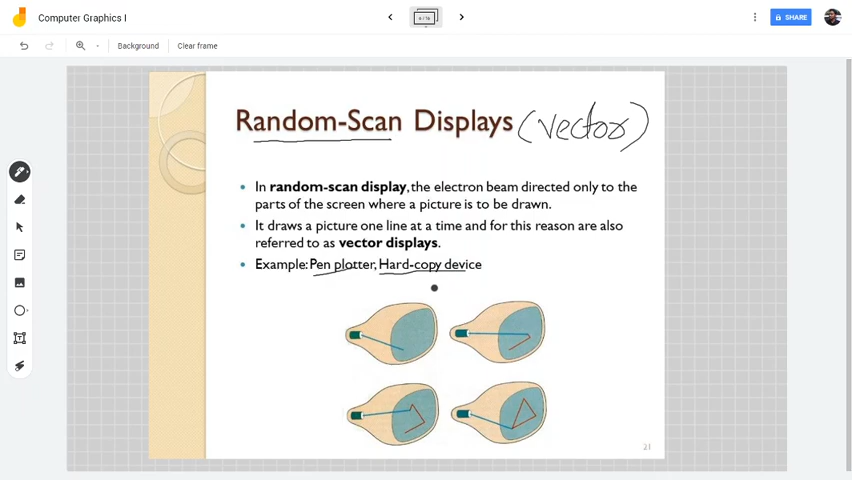 Computer Graphics I
SHARE
Background
Clear frame
Random-Scan Displays (vector)
• In random-scan display, the electron beam directed only to the
parts of the screen where a picture is to be drawn.
• It draws a picture one line at a time and for this reason are also
referred to as vector displays.
• Example: Pen plotter, Hard-copy device
21